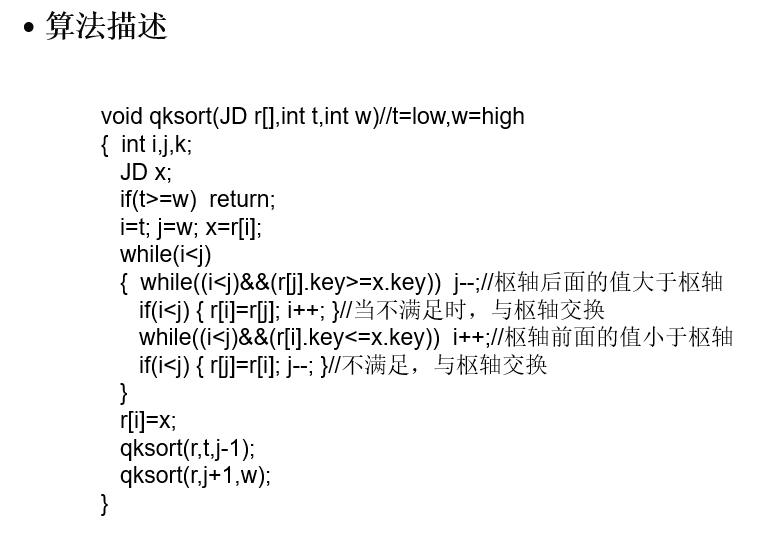 • 算法描述
void qksort(JD r[],int t,int w)//t=low,w=high
{ int i,j,k;
JD x;
if(t>=w) return;
i=t; j=w; x=r[i];
while(i<j)
{ while((i<j)&&(r[j].key>=x.key)) j--;//枢轴后面的值大于枢轴
if(i<j) { r[i]=r[j]; i++; }//当不满足时，与枢轴交换
while((i<j)&&(r[i].key<=x.key)) i++;//枢轴前面的值小于枢轴
if(i<j) { r[j]=r[i]; j--; }//不满足，与枢轴交换
}
r[i]=x;
qksort(r,t,j-1);
qksort(r,j+1,w);
}